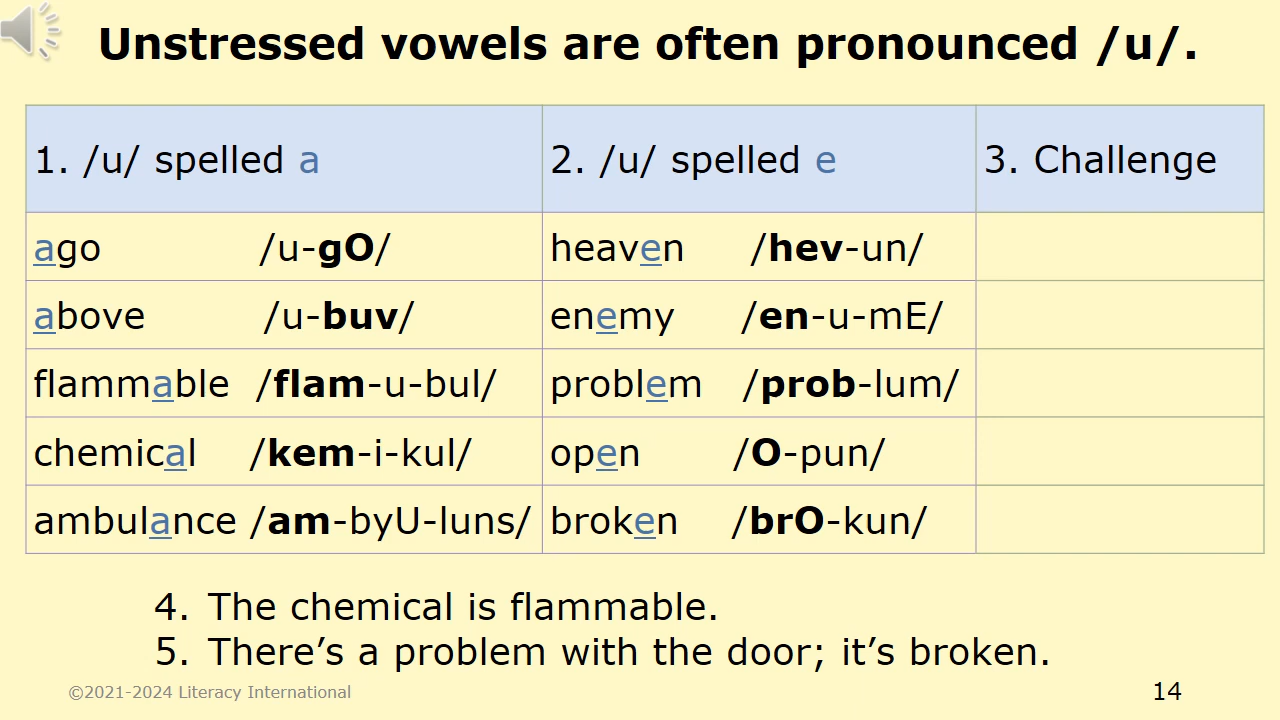 Unstressed vowels are often pronounced /u/.
1. /u/ spelled a 2. /u/ spelled e 3. Challenge
ago /u-gO/ heaven /hev-un/
above /u-buv/ enemy /en-u-mE/
flammable /flam-u-bul/ problem /prob-lum/
chemical /kem-i-kul/ open /O-pun/
ambulance /am-byU-luns/ broken /brO-kun/
4. The chemical is flammable.
5. There’s a problem with the door; it’s broken.
©2021-2024 Literacy International 14